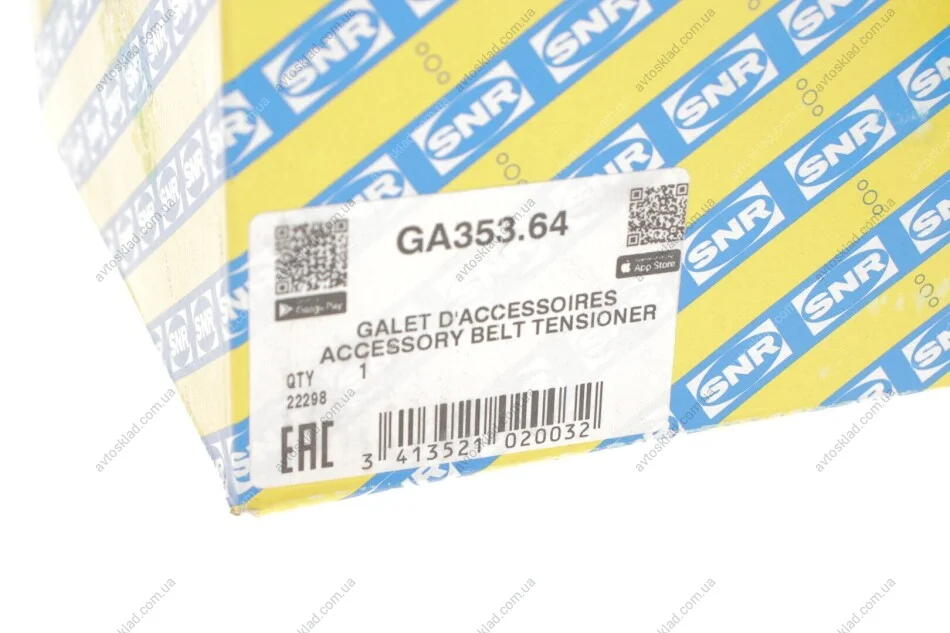 SNR
GA353.64
Google Play
App Store
GALET D'ACCESSOIRES
ACCESSORY BELT TENSIONER
QTY 1
22298
EAC
3 413521 020032
avtosklad.com.ua